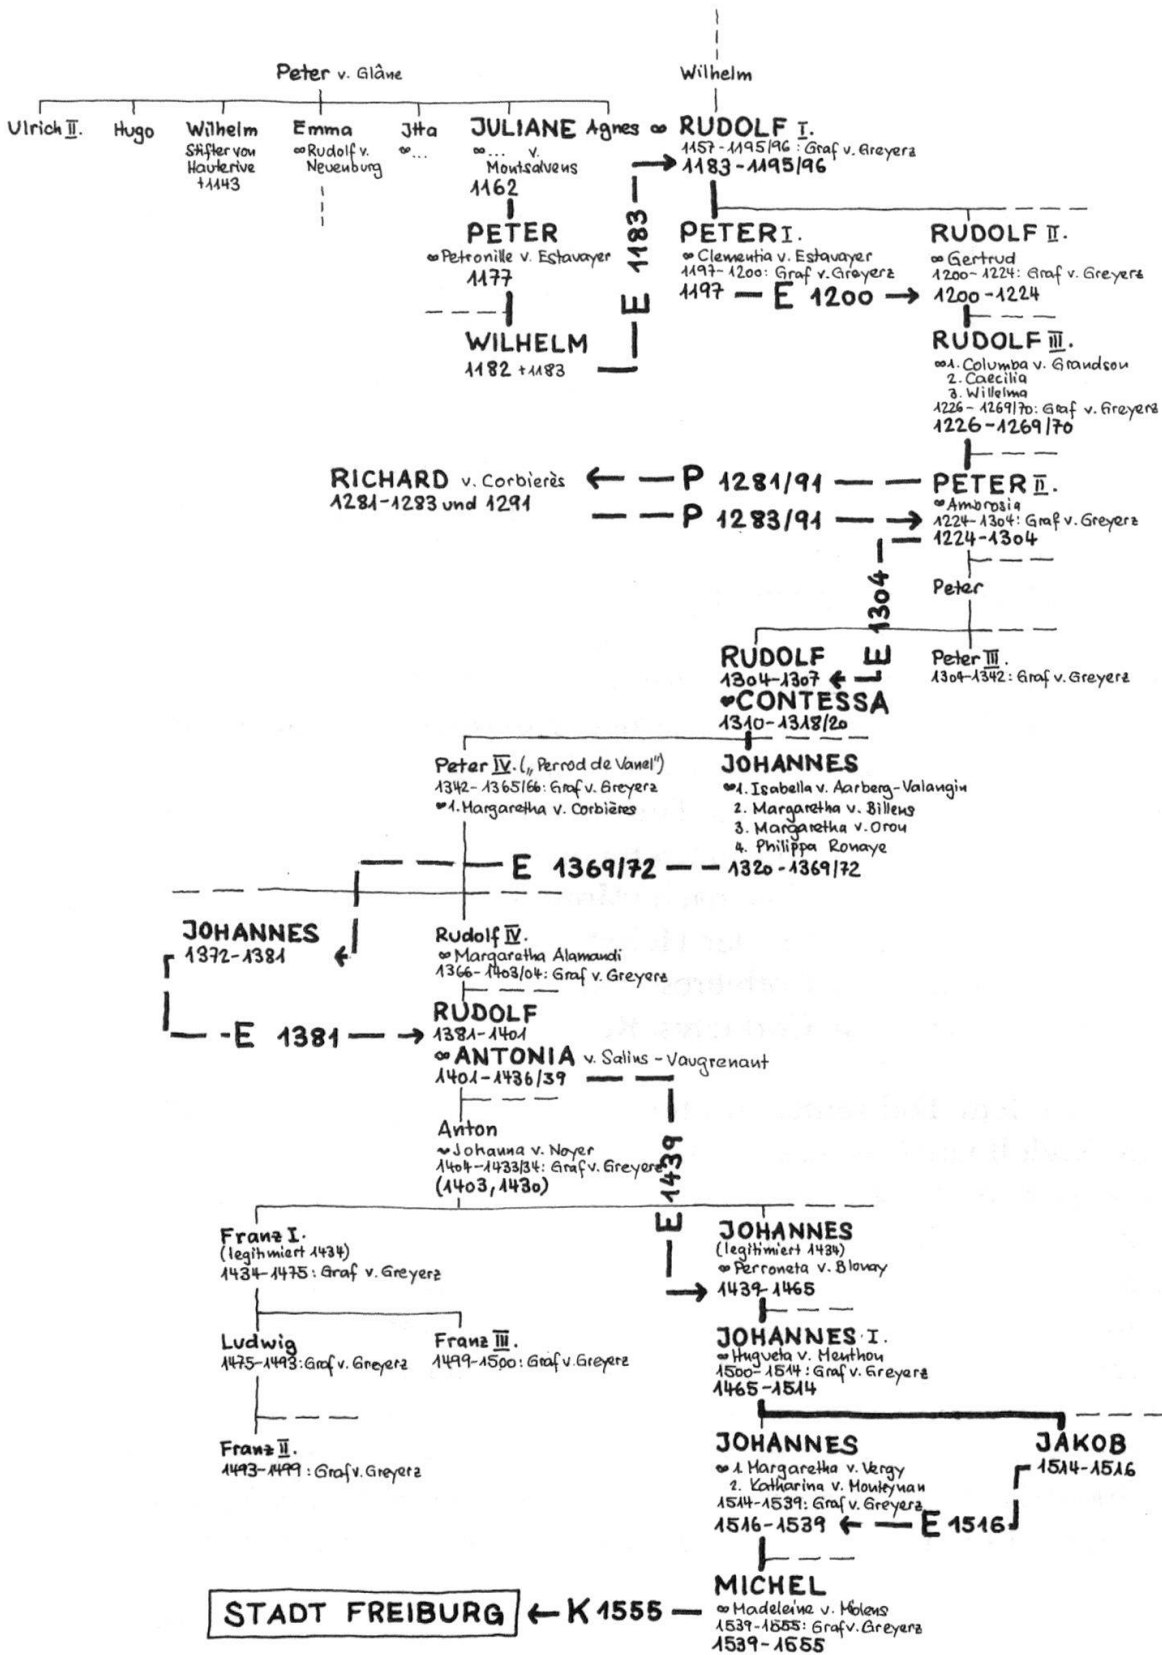 Peter v. Glâne
Wilhelm
Ulrich II.
Hugo
Wilhelm
Stifter von
Hauterive
+1143
Emma
∞ Rudolf v.
Neuenburg
Jtta
∞...
JULIANE
∞... v.
Montsalvens
1162
Agnes ∞ RUDOLF I.
1157-1195/96: Graf v. Greyerz
1183-1195/96
PETER
∞ Petronille v. Estavayer
1177
E 1183
PETER I.
∞ Clementia v. Estavayer
1197-1200: Graf v. Greyerz
1197 — E 1200 →
RUDOLF II.
∞ Gertrud
1200-1224: Graf v. Greyerz
1200-1224
WILHELM
1182 +1183
RUDOLF III.
∞1. Columba v. Grandson
2. Caecilia
3. Willelma
1226-1269/70: Graf v. Greyerz
1226-1269/70
RICHARD v. Corbierès
1281-1283 und 1291
← — P 1281/91 — —
— P 1283/91 — →
PETER II.
∞ Ambrosia
1224-1304: Graf v. Greyerz
1224-1304
E 1304
Peter
RUDOLF
1304-1307
∞ CONTESSA
1310-1318/20
Peter III.
1304-1342: Graf v. Greyerz
Peter IV. („Perrod de Vanel")
1342-1365/66: Graf v. Greyerz
∞1. Margaretha v. Corbières
JOHANNES
∞1. Isabella v. Aarberg-Valangin
2. Margaretha v. Billens
3. Margaretha v. Oron
4. Philippa Ronaye
1320-1369/72
E 1369/72
JOHANNES
1372-1381
Rudolf IV.
∞ Margaretha Alamandi
1366-1403/04: Graf v. Greyerz
E 1381 →
RUDOLF
1381-1401
∞ ANTONIA v. Salins-Vaugrenant
1401-1436/39
E 1439
Anton
∞ Johanna v. Noyer
1404-1433/34: Graf v. Greyerz
(1403, 1430)
Franz I.
(legitimiert 1434)
1434-1475: Graf v. Greyerz
JOHANNES
(legitimiert 1434)
∞ Perroneta v. Blonay
1439-1465
Ludwig
1475-1493: Graf v. Greyerz
Franz III.
1499-1500: Graf v. Greyerz
JOHANNES I.
∞ Hugueta v. Menthon
1500-1514: Graf v. Greyerz
1465-1514
Franz II.
1493-1499: Graf v. Greyerz
JOHANNES
∞ 1. Margaretha v. Vergy
2. Katharina v. Monteynan
1514-1539: Graf v. Greyerz
1516-1539 ← — E 1516
JAKOB
1514-1516
MICHEL
∞ Madeleine v. Miolens
1539-1555: Graf v. Greyerz
1539-1555
STADT FREIBURG ← K 1555 —